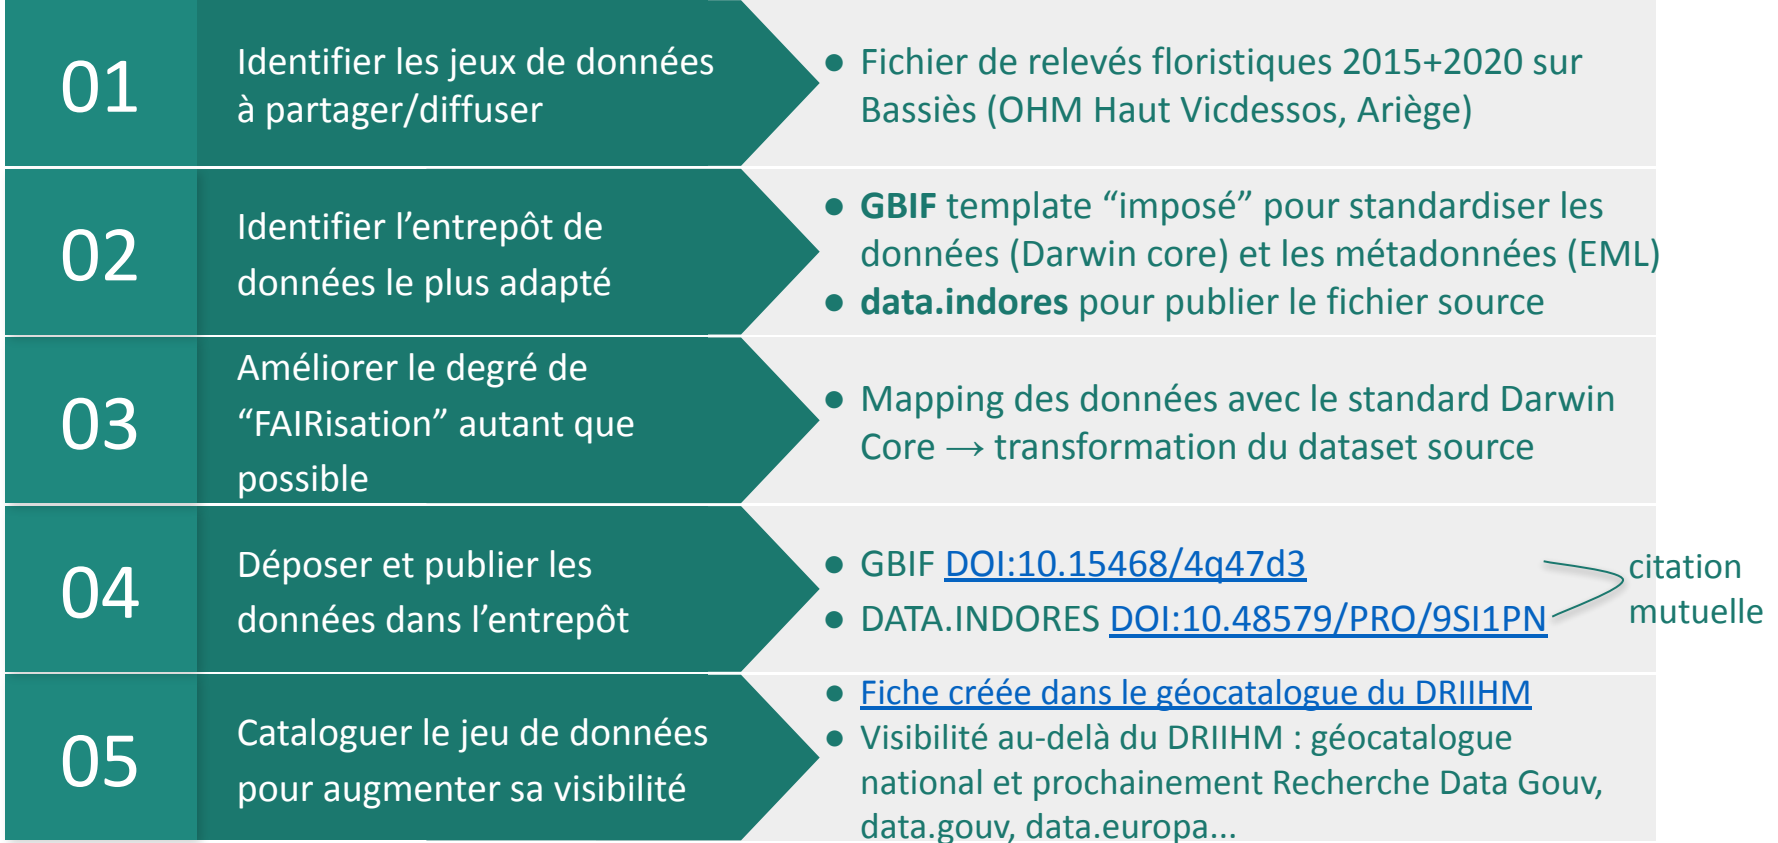 01
Identifier les jeux de données
à partager/diffuser
● Fichier de relevés floristiques 2015+2020 sur
Bassiès (OHM Haut Vicdessos, Ariège)
02
Identifier l’entrepôt de
données le plus adapté
● GBIF template “imposé” pour standardiser les
données (Darwin core) et les métadonnées (EML)
● data.indores pour publier le fichier source
03
Améliorer le degré de
“FAIRisation” autant que
possible
● Mapping des données avec le standard Darwin
Core → transformation du dataset source
04
Déposer et publier les
données dans l’entrepôt
● GBIF DOI:10.15468/4q47d3
● DATA.INDORES DOI:10.48579/PRO/9SI1PN
citation
mutuelle
05
Cataloguer le jeu de données
pour augmenter sa visibilité
● Fiche créée dans le géocatalogue du DRIIHM
● Visibilité au-delà du DRIIHM : géocatalogue
national et prochainement Recherche Data Gouv,
data.gouv, data.europa...